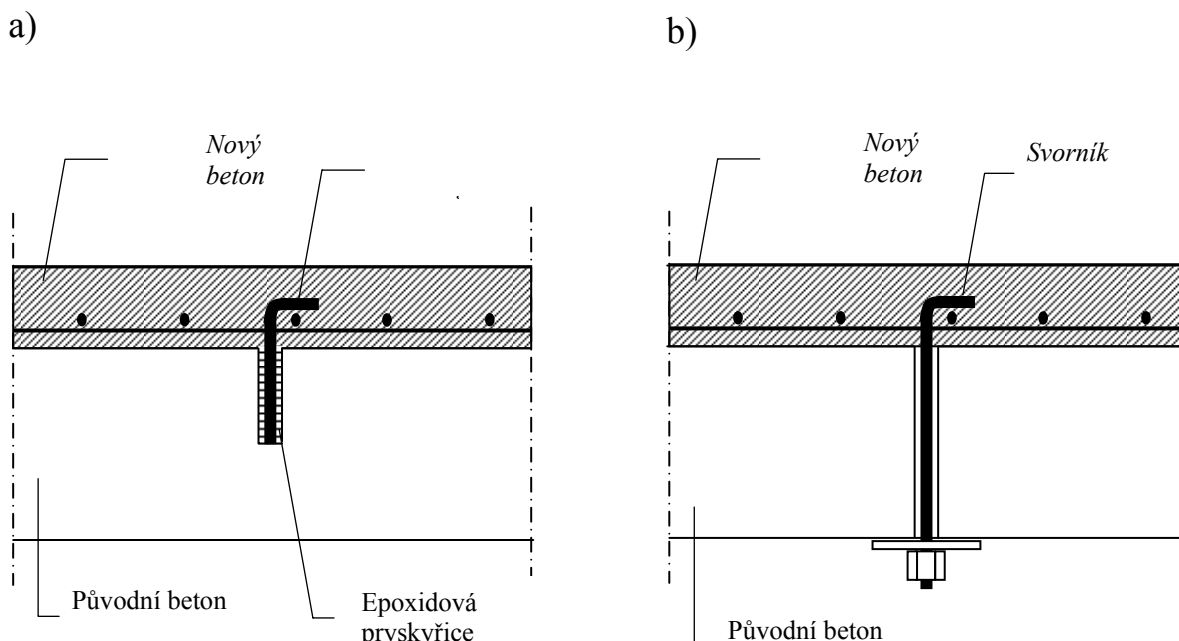 a)
b)
Nový
beton
Nový
beton
Svorník
Původní beton
Epoxidová
pryskyřice
Původní beton